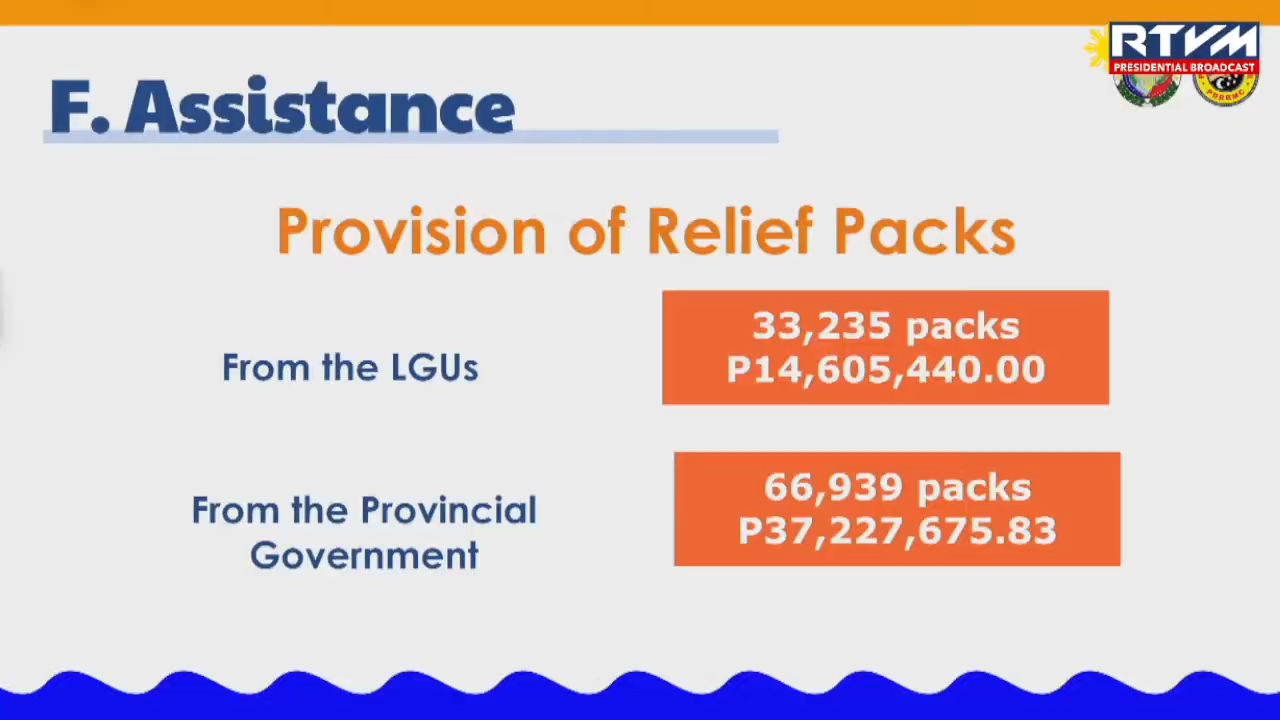 RTVM
PRESIDENTIAL BROADCAST
PDRRMC
F. Assistance
Provision of Relief Packs
From the LGUs
33,235 packs
P14,605,440.00
From the Provincial
Government
66,939 packs
P37,227,675.83